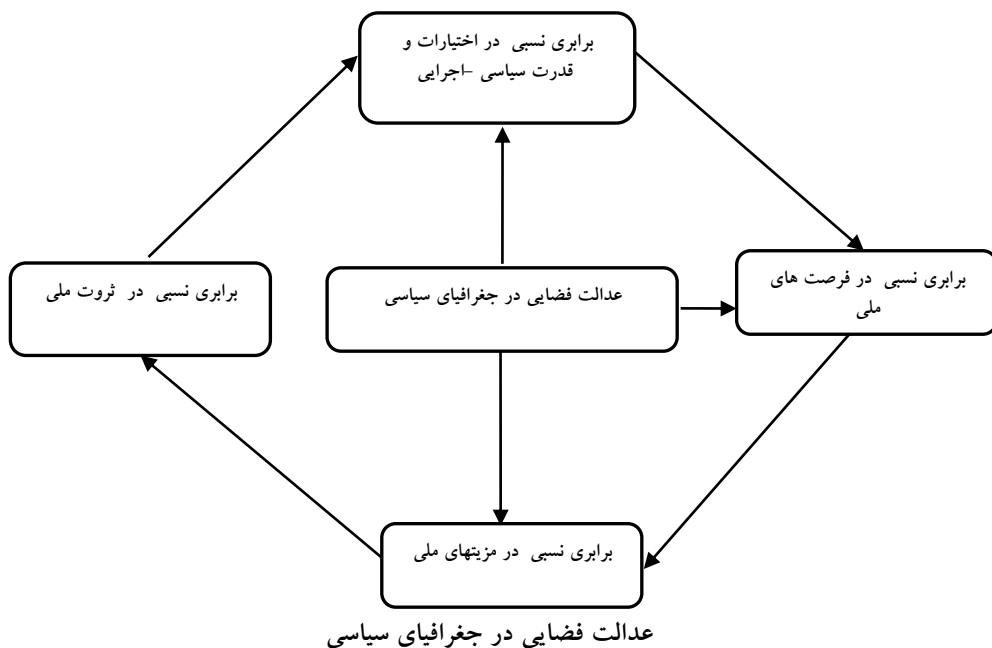 برابری نسبی در اختیارات و
قدرت سیاسی –اجرایی
برابری نسبی در فرصت های
ملی
عدالت فضایی در جغرافیای سیاسی
برابری نسبی در ثروت ملی
برابری نسبی در مزیتهای ملی
عدالت فضایی در جغرافیای سیاسی